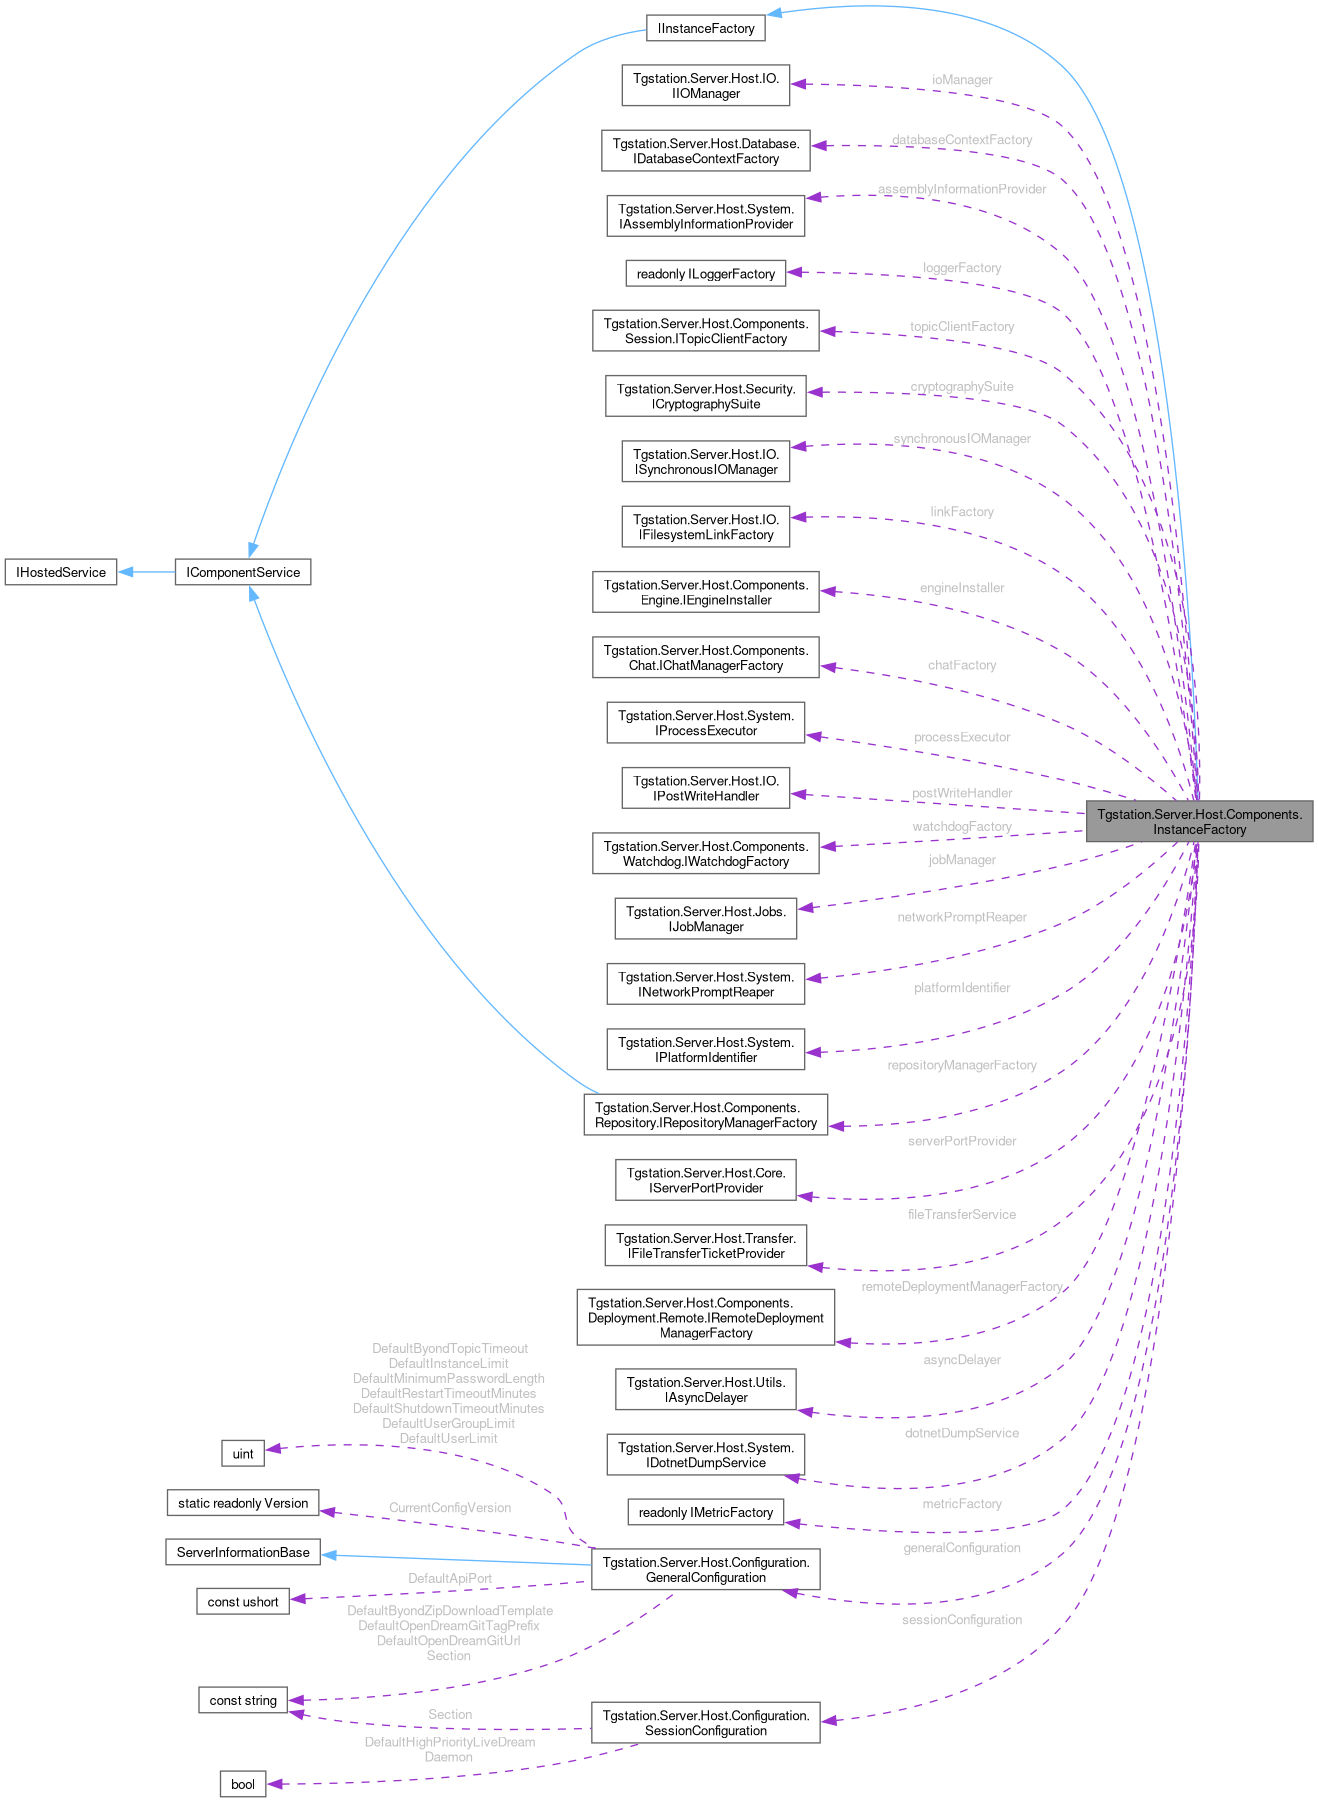 IInstanceFactory
Tgstation.Server.Host.IO.
IIOManager
ioManager
Tgstation.Server.Host.Database.
IDatabaseContextFactory
databaseContextFactory
Tgstation.Server.Host.System.
IAssemblyInformationProvider
assemblyInformationProvider
readonly ILoggerFactory
loggerFactory
Tgstation.Server.Host.Components.
Session.ITopicClientFactory
topicClientFactory
Tgstation.Server.Host.Security.
ICryptographySuite
cryptographySuite
Tgstation.Server.Host.IO.
ISynchronousIOManager
synchronousIOManager
Tgstation.Server.Host.IO.
IFilesystemLinkFactory
linkFactory
IHostedService
IComponentService
Tgstation.Server.Host.Components.
Engine.IEngineInstaller
engineInstaller
Tgstation.Server.Host.Components.
Chat.IChatManagerFactory
chatFactory
Tgstation.Server.Host.System.
IProcessExecutor
processExecutor
Tgstation.Server.Host.IO.
IPostWriteHandler
postWriteHandler
Tgstation.Server.Host.Components.
InstanceFactory
Tgstation.Server.Host.Components.
Watchdog.IWatchdogFactory
watchdogFactory
Tgstation.Server.Host.Jobs.
IJobManager
jobManager
Tgstation.Server.Host.System.
INetworkPromptReaper
networkPromptReaper
Tgstation.Server.Host.System.
IPlatformIdentifier
platformIdentifier
Tgstation.Server.Host.Components.
Repository.IRepositoryManagerFactory
repositoryManagerFactory
Tgstation.Server.Host.Core.
IServerPortProvider
serverPortProvider
Tgstation.Server.Host.Transfer.
IFileTransferTicketProvider
fileTransferService
Tgstation.Server.Host.Components.
Deployment.Remote.IRemoteDeployment
ManagerFactory
remoteDeploymentManagerFactory
Tgstation.Server.Host.Utils.
IAsyncDelayer
asyncDelayer
Tgstation.Server.Host.System.
IDotnetDumpService
dotnetDumpService
readonly IMetricFactory
metricFactory
DefaultByondTopicTimeout
DefaultInstanceLimit
DefaultMinimumPasswordLength
DefaultRestartTimeoutMinutes
DefaultShutdownTimeoutMinutes
DefaultUserGroupLimit
DefaultUserLimit
uint
static readonly Version
CurrentConfigVersion
ServerInformationBase
Tgstation.Server.Host.Configuration.
GeneralConfiguration
generalConfiguration
const ushort
DefaultApiPort
DefaultByondZipDownloadTemplate
DefaultOpenDreamGitTagPrefix
DefaultOpenDreamGitUrl
Section
const string
Section
Tgstation.Server.Host.Configuration.
SessionConfiguration
sessionConfiguration
DefaultHighPriorityLiveDream
Daemon
bool